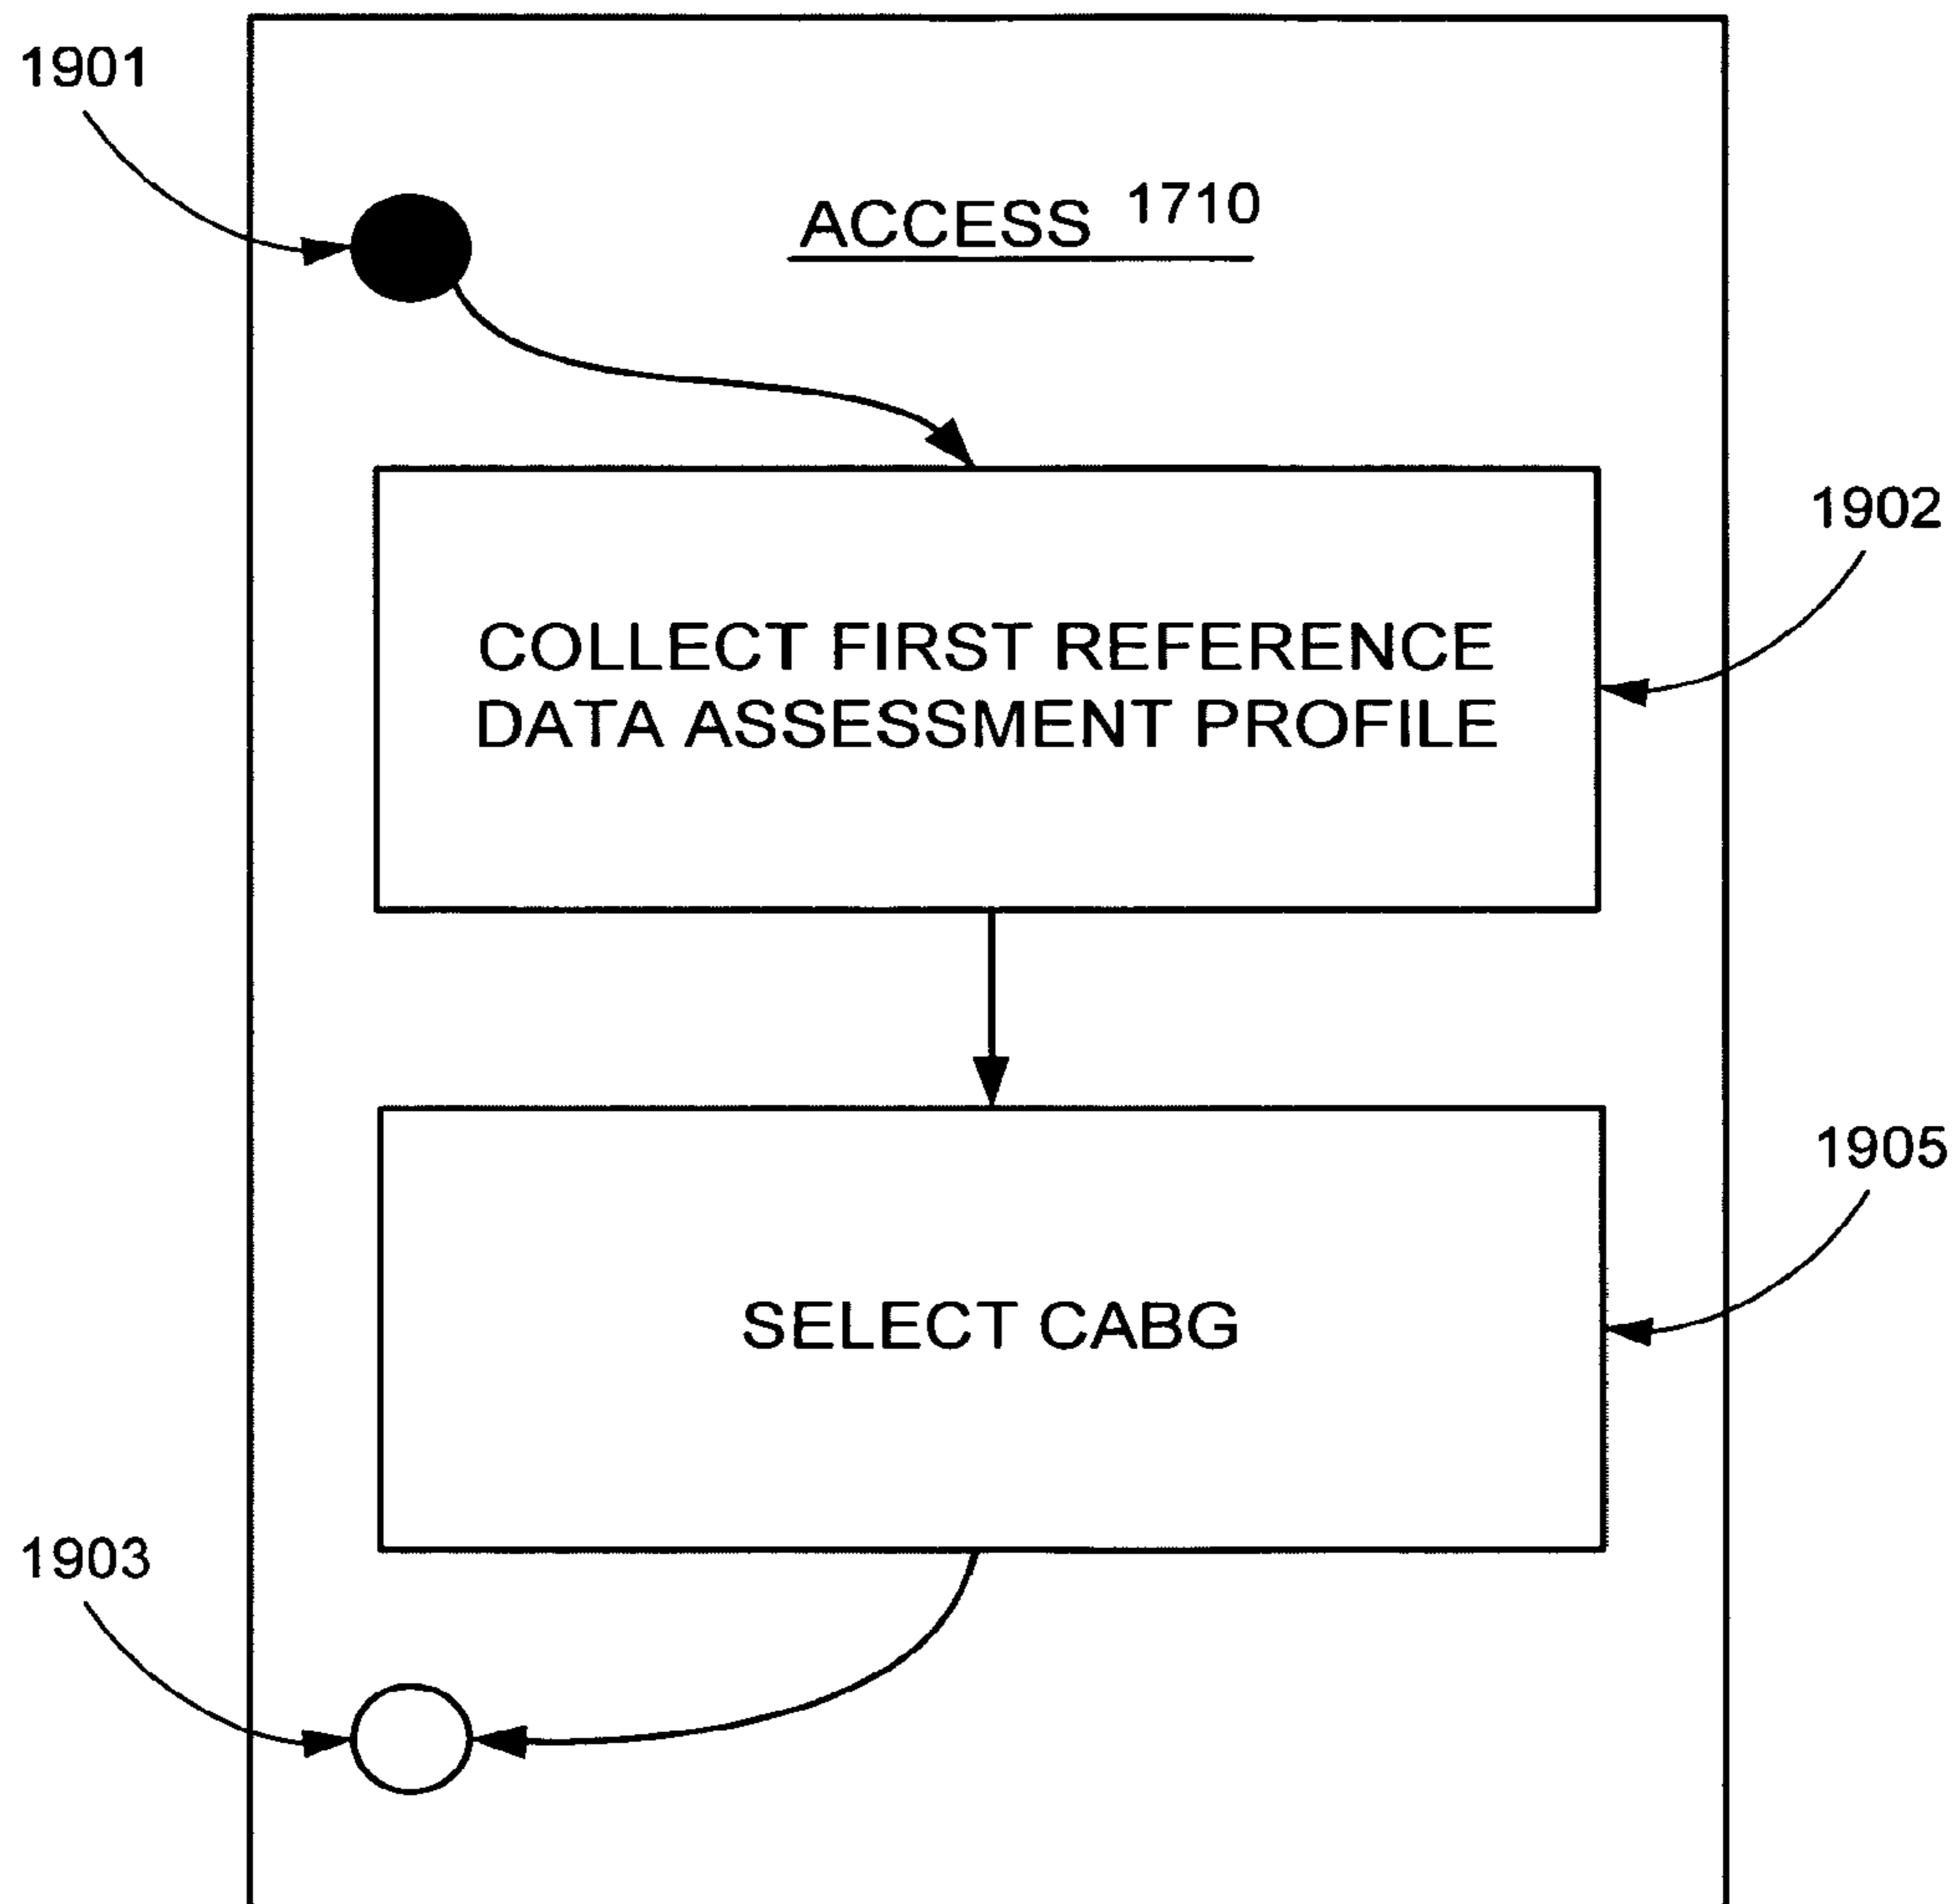 1901
ACCESS 1710
1902
COLLECT FIRST REFERENCE
DATA ASSESSMENT PROFILE
1905
SELECT CABG
1903